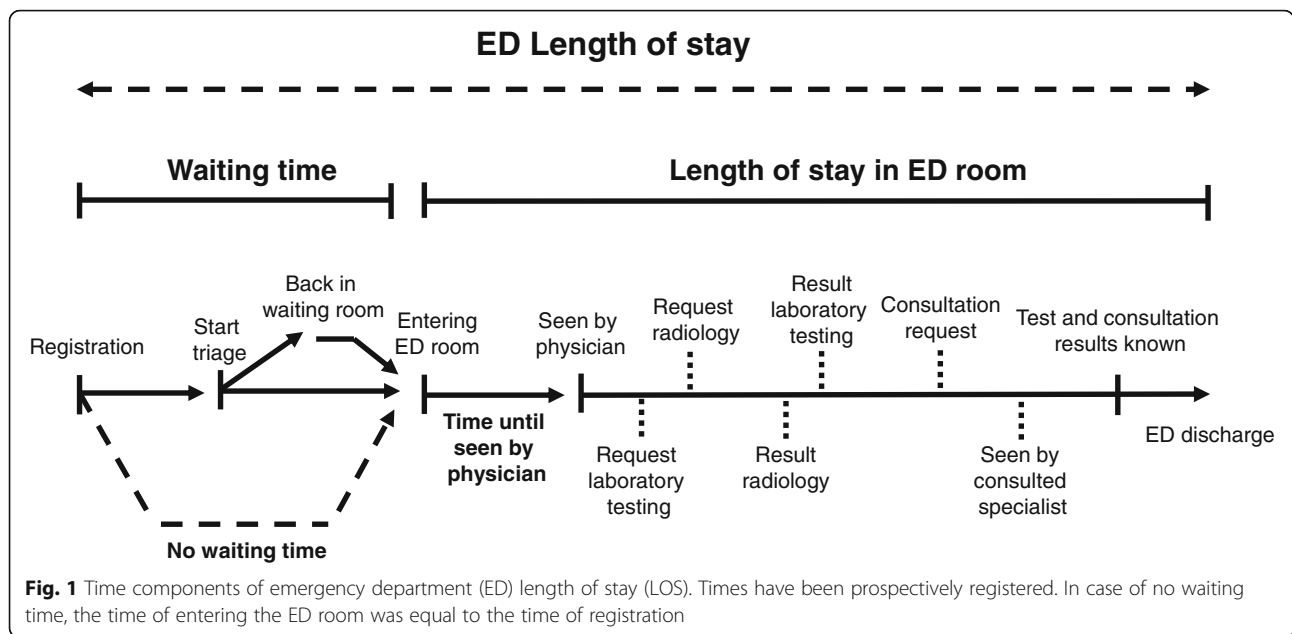 ED Length of stay
Waiting time
Length of stay in ED room
Registration
Start
triage
Back in
waiting room
Entering
ED room
Seen by
physician
Request
radiology
Result
laboratory
testing
Consultation
request
Test and consultation
results known
Time until
seen by
physician
Request
laboratory
testing
Result
radiology
Seen by
consulted
specialist
ED discharge
No waiting time
Fig. 1 Time components of emergency department (ED) length of stay (LOS). Times have been prospectively registered. In case of no waiting
time, the time of entering the ED room was equal to the time of registration